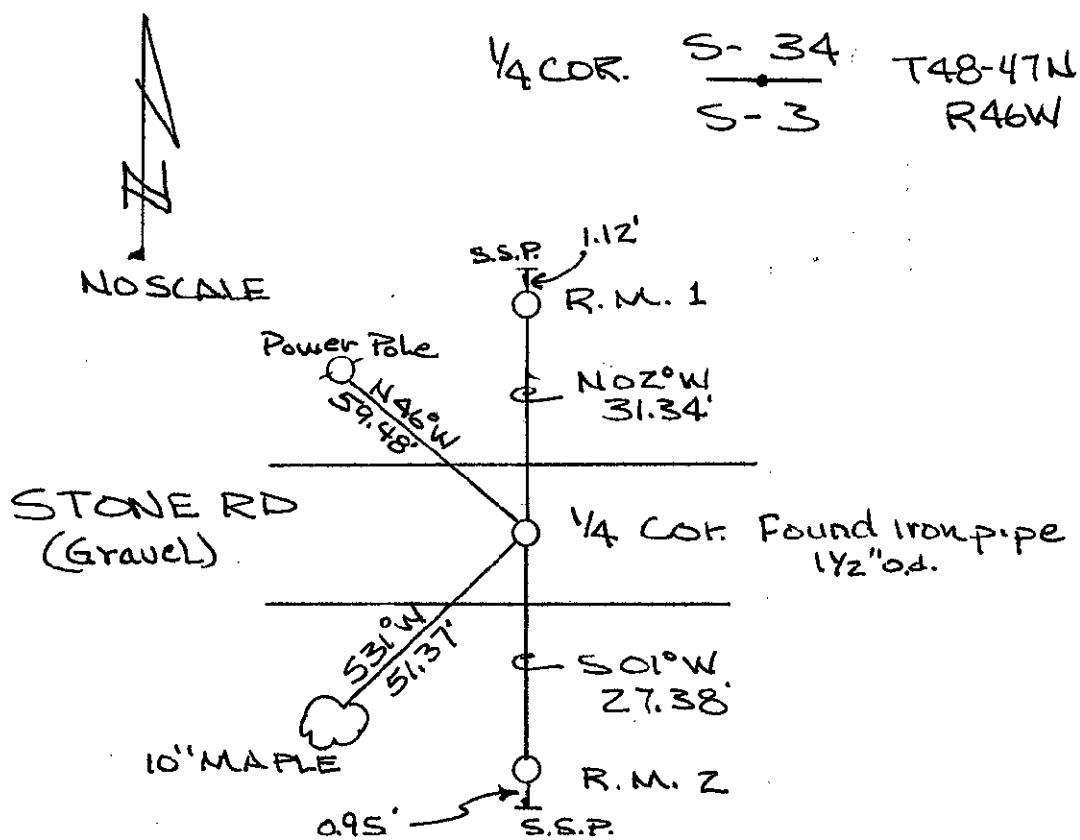 1/4 COR.
S- 34
S-3
T48-47N
R46W
N
NO SCALE
S.S.P.
1.12'
R.M. 1
Power Pole
N46°W
59.48'
N02°W
31.34'
STONE RD
(Gravel)
1/4 Cor. Found Iron pipe
1 1/2" o.d.
S31°W
51.37'
S01°W
27.38'
10" MAPLE
R.M. 2
0.95'
S.S.P.